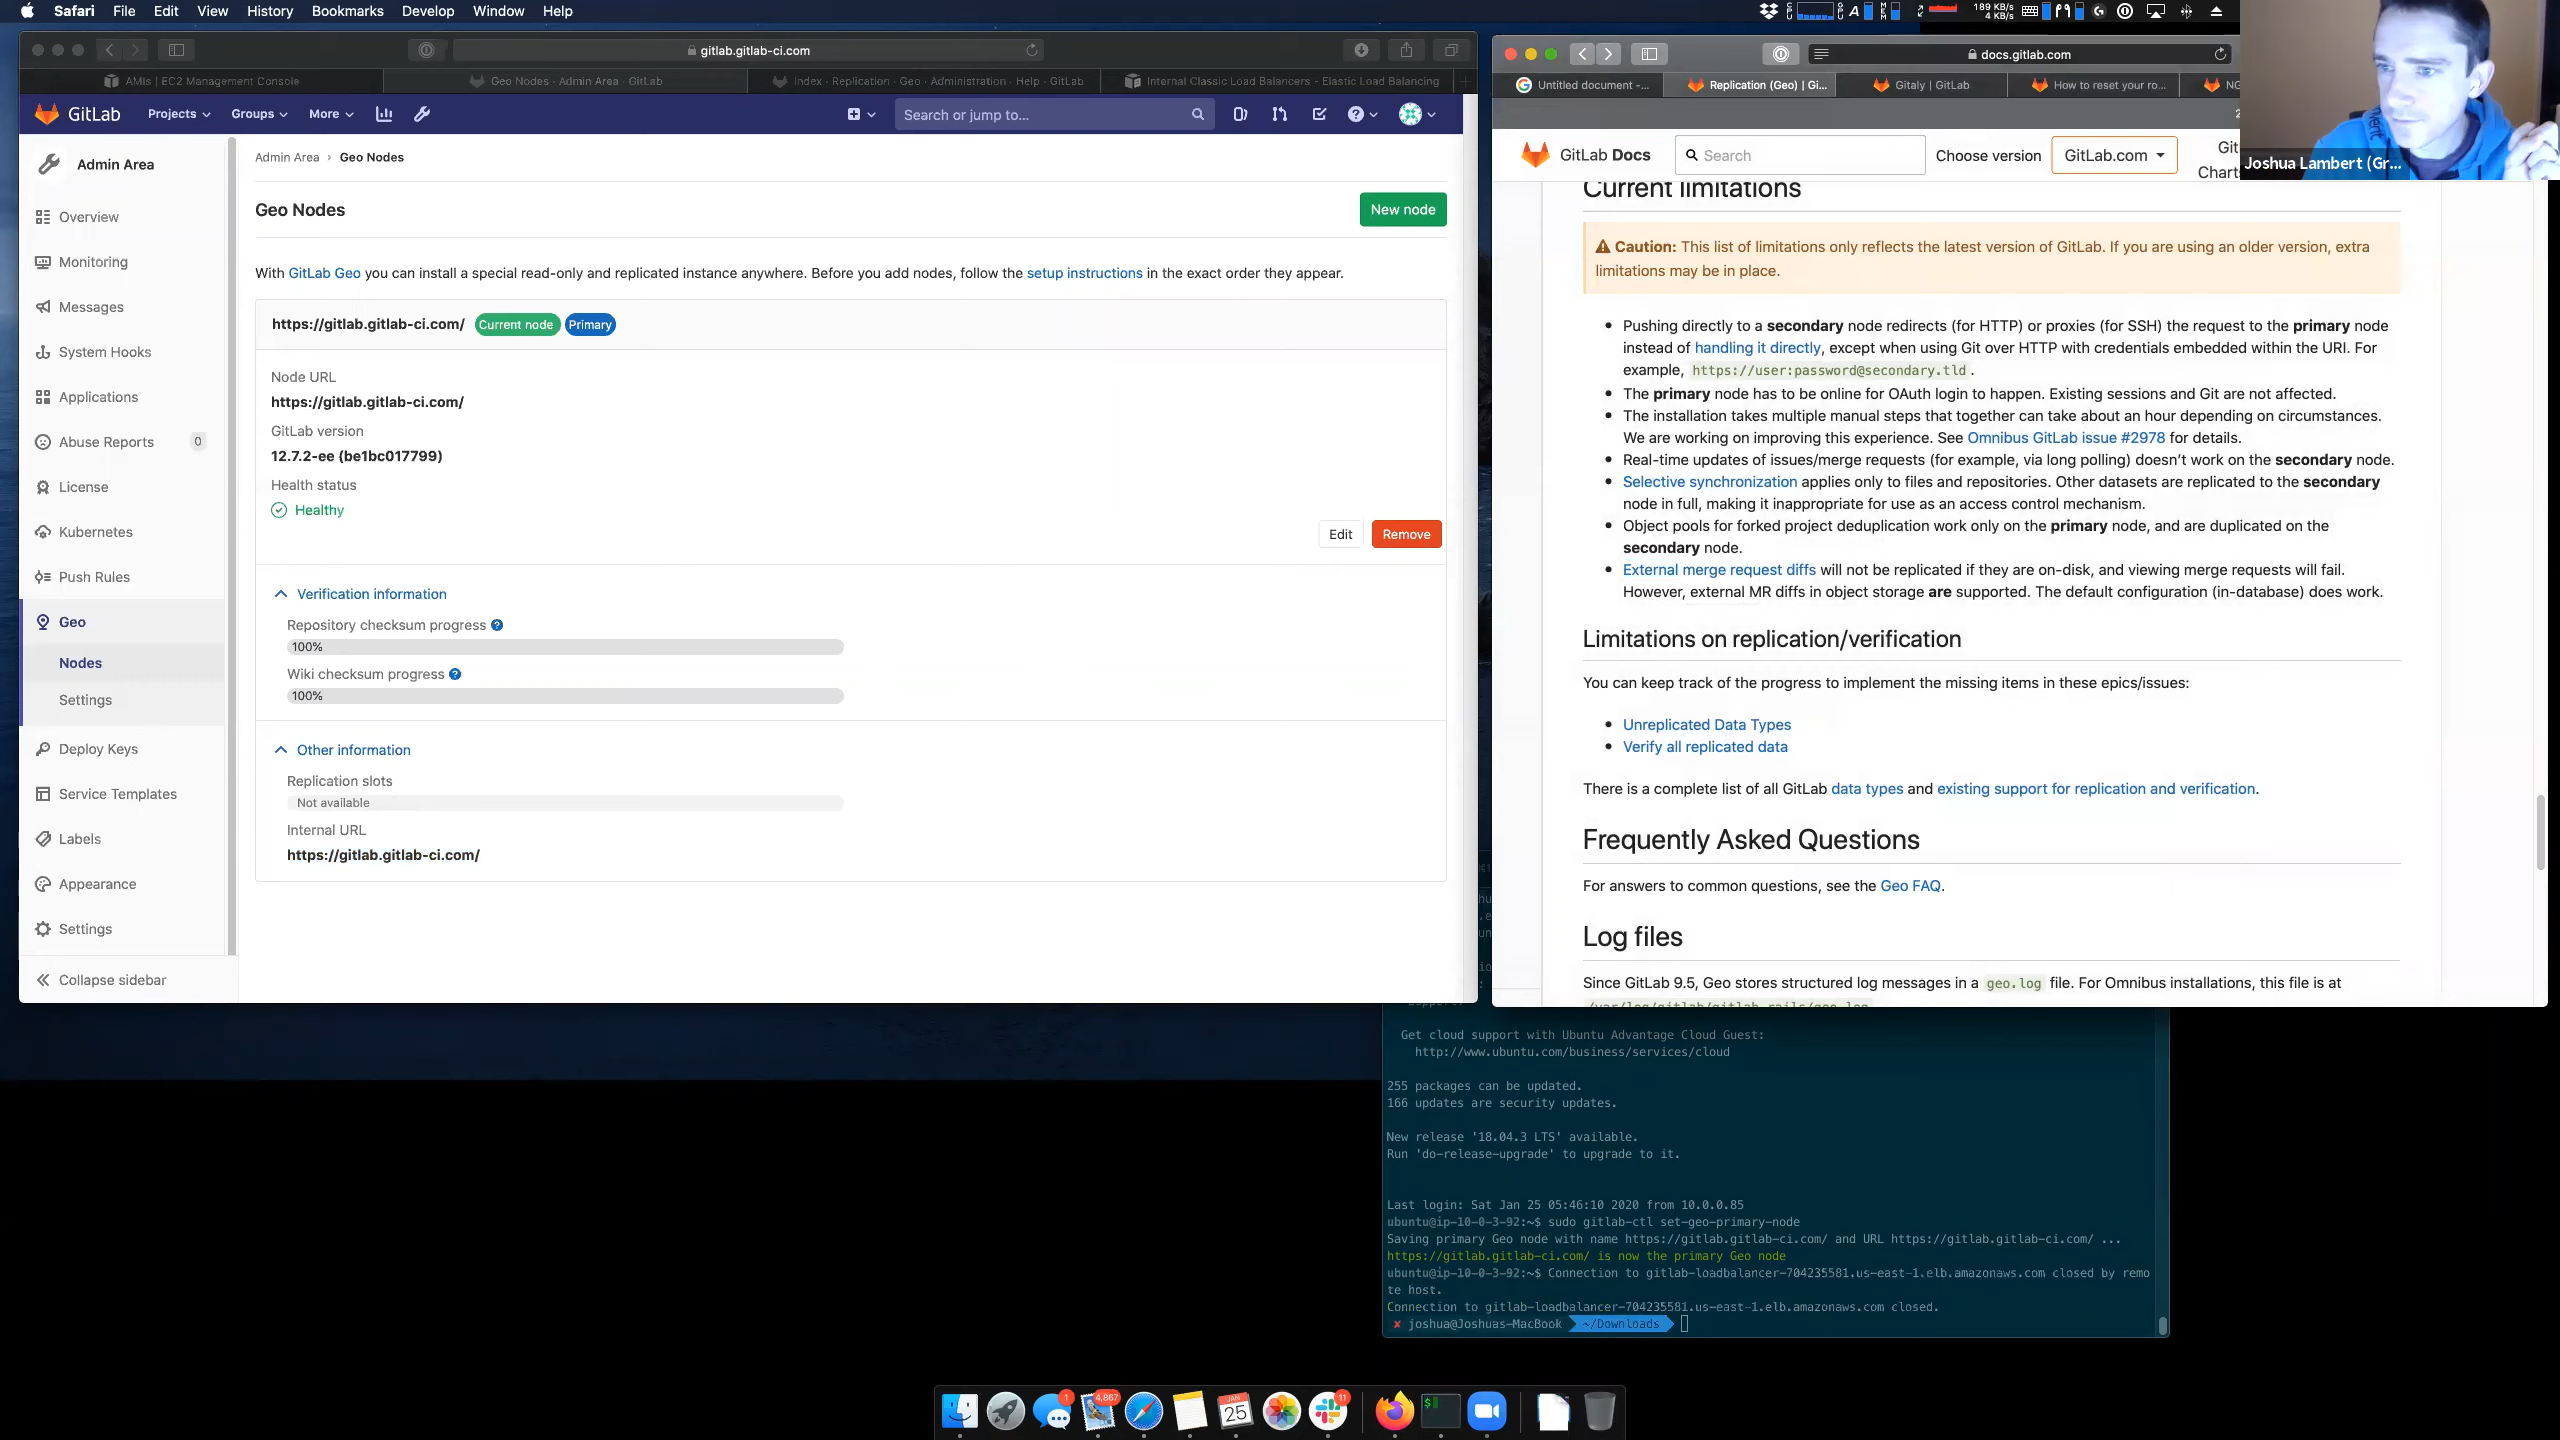 Safari File Edit View History Bookmarks Develop Window Help
189 KB/s
4 KB/s
gitlab.gitlab-ci.com
AMIs | EC2 Management Console
Geo Nodes · Admin Area · GitLab
Index · Replication · Geo · Administration · Help · GitLab
Internal Classic Load Balancers - Elastic Load Balancing
GitLab Projects Groups More
Search or jump to...
Admin Area
Overview
Monitoring
Messages
System Hooks
Applications
Abuse Reports 0
License
Kubernetes
Push Rules
Geo
Nodes
Settings
Deploy Keys
Service Templates
Labels
Appearance
Settings
Collapse sidebar
Admin Area › Geo Nodes
Geo Nodes
New node
With GitLab Geo you can install a special read-only and replicated instance anywhere. Before you add nodes, follow the setup instructions in the exact order they appear.
https://gitlab.gitlab-ci.com/ Current node Primary
Node URL
https://gitlab.gitlab-ci.com/
GitLab version
12.7.2-ee (be1bc017799)
Health status
Healthy
Edit Remove
Verification information
Repository checksum progress
100%
Wiki checksum progress
100%
Other information
Replication slots
Not available
Internal URL
https://gitlab.gitlab-ci.com/
docs.gitlab.com
Untitled document -...
Replication (Geo) | Gi...
Gitaly | GitLab
How to reset your ro...
NG
GitLab Docs
Search
Choose version
GitLab.com
Git
Chart
Joshua Lambert (Gr...
Current limitations
Caution: This list of limitations only reflects the latest version of GitLab. If you are using an older version, extra
limitations may be in place.
• Pushing directly to a secondary node redirects (for HTTP) or proxies (for SSH) the request to the primary node
instead of handling it directly, except when using Git over HTTP with credentials embedded within the URI. For
example, https://user:password@secondary.tld.
• The primary node has to be online for OAuth login to happen. Existing sessions and Git are not affected.
• The installation takes multiple manual steps that together can take about an hour depending on circumstances.
We are working on improving this experience. See Omnibus GitLab issue #2978 for details.
• Real-time updates of issues/merge requests (for example, via long polling) doesn't work on the secondary node.
• Selective synchronization applies only to files and repositories. Other datasets are replicated to the secondary
node in full, making it inappropriate for use as an access control mechanism.
• Object pools for forked project deduplication work only on the primary node, and are duplicated on the
secondary node.
• External merge request diffs will not be replicated if they are on-disk, and viewing merge requests will fail.
However, external MR diffs in object storage are supported. The default configuration (in-database) does work.
Limitations on replication/verification
You can keep track of the progress to implement the missing items in these epics/issues:
• Unreplicated Data Types
• Verify all replicated data
There is a complete list of all GitLab data types and existing support for replication and verification.
Frequently Asked Questions
For answers to common questions, see the Geo FAQ.
Log files
Since GitLab 9.5, Geo stores structured log messages in a geo.log file. For Omnibus installations, this file is at
/var/log/gitlab/gitlab-rails/geo.log
Get cloud support with Ubuntu Advantage Cloud Guest:
http://www.ubuntu.com/business/services/cloud
255 packages can be updated.
166 updates are security updates.
New release '18.04.3 LTS' available.
Run 'do-release-upgrade' to upgrade to it.
Last login: Sat Jan 25 05:46:10 2020 from 10.0.0.85
ubuntu@ip-10-0-3-92:~$ sudo gitlab-ctl set-geo-primary-node
Saving primary Geo node with name https://gitlab.gitlab-ci.com/ and URL https://gitlab.gitlab-ci.com/ ...
https://gitlab.gitlab-ci.com/ is now the primary Geo node
ubuntu@ip-10-0-3-92:~$ Connection to gitlab-loadbalancer-704235581.us-east-1.elb.amazonaws.com closed by remo
te host.
Connection to gitlab-loadbalancer-704235581.us-east-1.elb.amazonaws.com closed.
✘ joshua@Joshuas-MacBook ~/Downloads
1
4,867
JAN
25
11